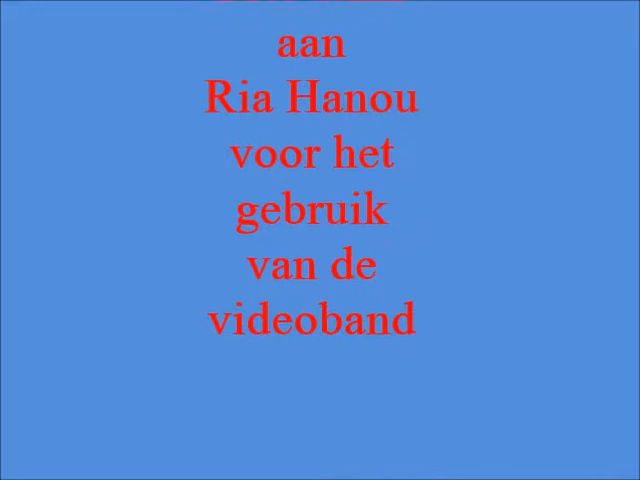 aan
Ria Hanou
voor het
gebruik
van de
videoband